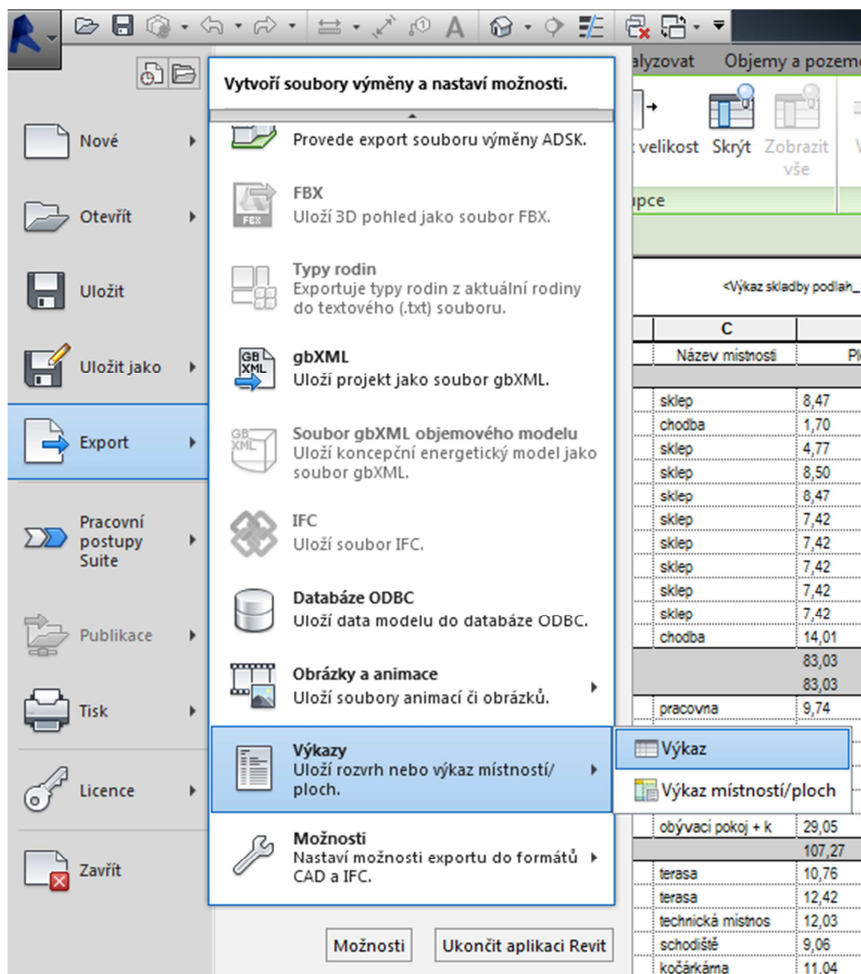 alyzovat Objemy a pozem
Vytvoří soubory výměny a nastaví možnosti.
Provede export souboru výměny ADSK.
FBX
FBX
Uloží 3D pohled jako soubor FBX.
Typy rodin
Exportuje typy rodin z aktuální rodiny
do textového (.txt) souboru.
GB
XML
gbXML
Uloží projekt jako soubor gbXML.
GB
XML
Soubor gbXML objemového modelu
Uloží koncepční energetický model jako
soubor gbXML.
IFC
Uloží soubor IFC.
Databáze ODBC
Uloží data modelu do databáze ODBC.
Obrázky a animace
Uloží soubory animací či obrázků.
Výkazy
Uloží rozvrh nebo výkaz místností/
ploch.
Možnosti
Nastaví možnosti exportu do formátů
CAD a IFC.
Nové
Otevřít
Uložit
Uložit jako
Export
Pracovní
postupy
Suite
Publikace
Tisk
Licence
Zavřít
Možnosti
Ukončit aplikaci Revit
Výkaz
Výkaz místností/ploch
velikost Skrýt Zobrazit
vše
upce
<Výkaz skladby podlah_
C
Název místnosti
sklep 8,47
chodba 1,70
sklep 4,77
sklep 8,50
sklep 8,47
sklep 7,42
sklep 7,42
sklep 7,42
sklep 7,42
sklep 7,42
chodba 14,01
83,03
83,03
pracovna 9,74
obývací pokoj + k 29,05
107,27
terasa 10,76
terasa 12,42
technická místnos 12,03
schodiště 9,06
kočárkárna 11,04